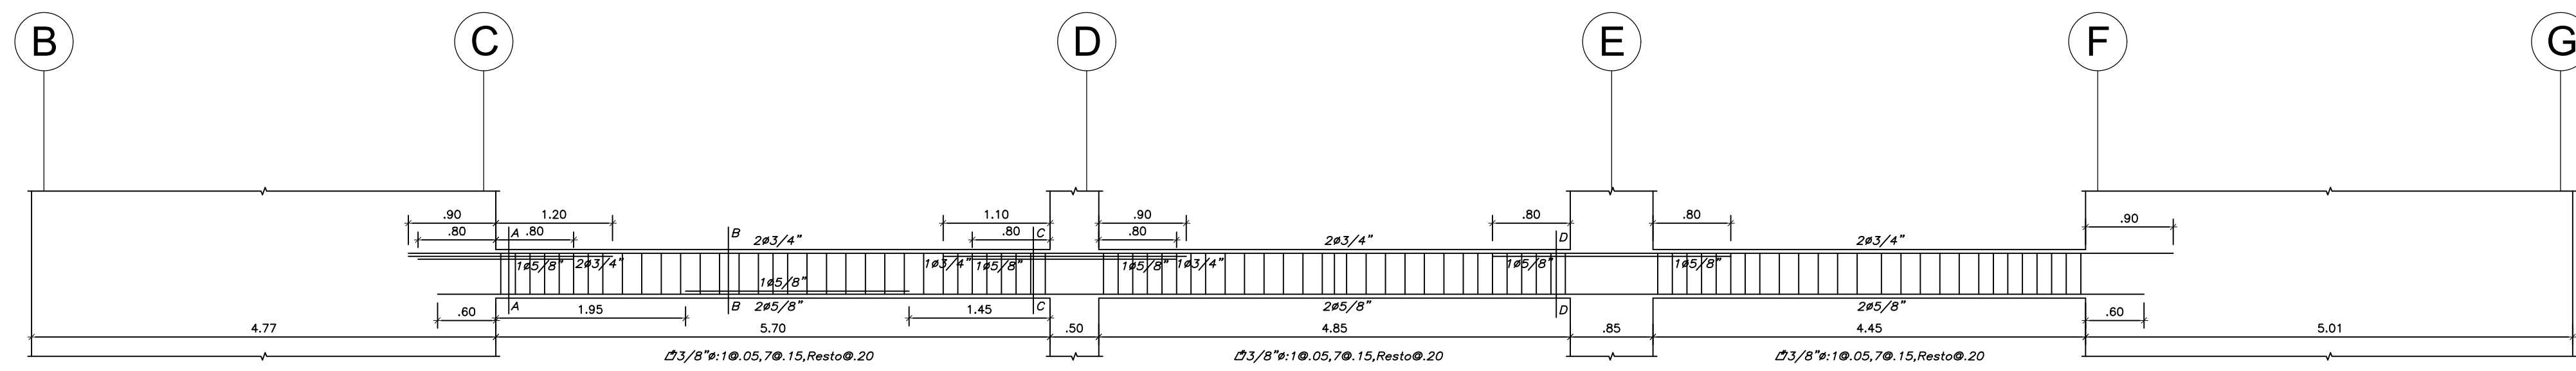 B C D E F G
.90 1.20 1.10 .90 .80 .80 .90
.80 .80 .80 .80
A B C D
2ø3/4" 2ø3/4" 2ø3/4"
1ø5/8" 2ø3/4" 1ø3/4" 1ø5/8" 1ø5/8" 1ø3/4" 1ø5/8" 1ø5/8"
1ø5/8"
A B 2ø5/8" C 2ø5/8" D 2ø5/8"
.60 1.95 1.45 .60
4.77 5.70 .50 4.85 .85 4.45 5.01
3/8"ø:1@.05,7@.15,Resto@.20 3/8"ø:1@.05,7@.15,Resto@.20 3/8"ø:1@.05,7@.15,Resto@.20